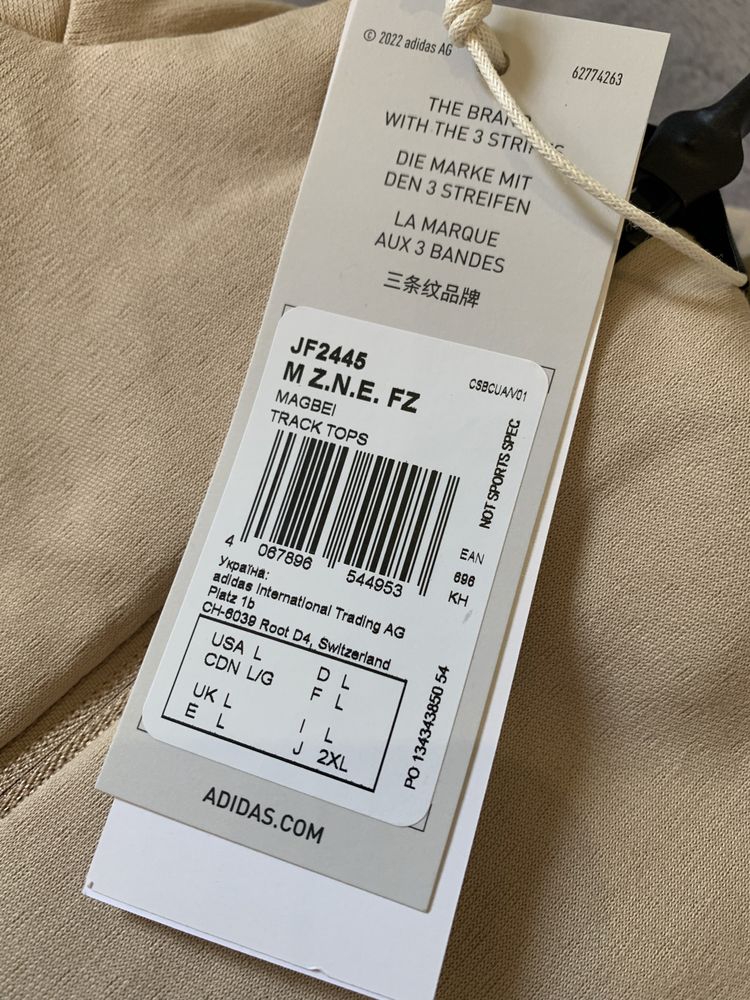 © 2022 adidas AG
62774263
THE BRAND
WITH THE 3 STRIPES
DIE MARKE MIT
DEN 3 STREIFEN
LA MARQUE
AUX 3 BANDES
三条纹品牌
JF2445
M Z.N.E. FZ
CSBCUA/V01
MAGBEI
TRACK TOPS
NOT SPORTS SPEC
4 067896 544953
EAN
696
KH
Україна:
adidas International Trading AG
Platz 1b
CH-6039 Root D4, Switzerland
USA L D L
CDN L/G F L
UK L I L
E L J 2XL
PO 134343850 54
ADIDAS.COM